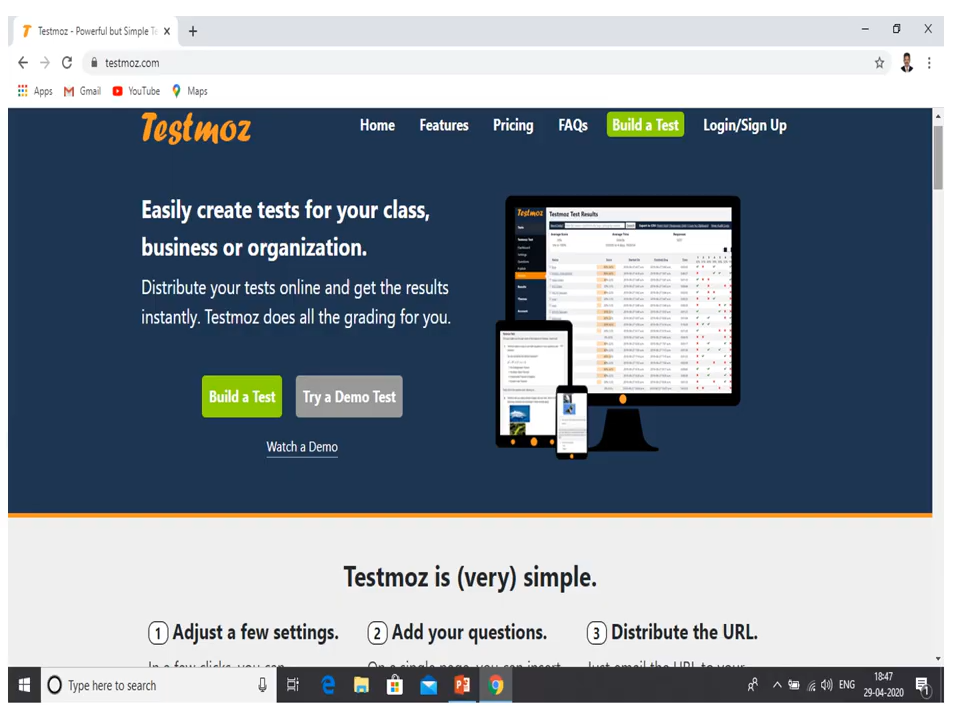 Testmoz - Powerful but Simple Te
testmoz.com
Apps Gmail YouTube Maps
Testmoz Home Features Pricing FAQs Build a Test Login/Sign Up
Easily create tests for your class,
business or organization.
Distribute your tests online and get the results
instantly. Testmoz does all the grading for you.
Build a Test Try a Demo Test
Watch a Demo
Testmoz
Testmoz Test Results
Testmoz is (very) simple.
1 Adjust a few settings. 2 Add your questions. 3 Distribute the URL.
In a few clicks, you can On a single page, you can insert Just email the URL to your
Type here to search
ENG
18:47
29-04-2020
1